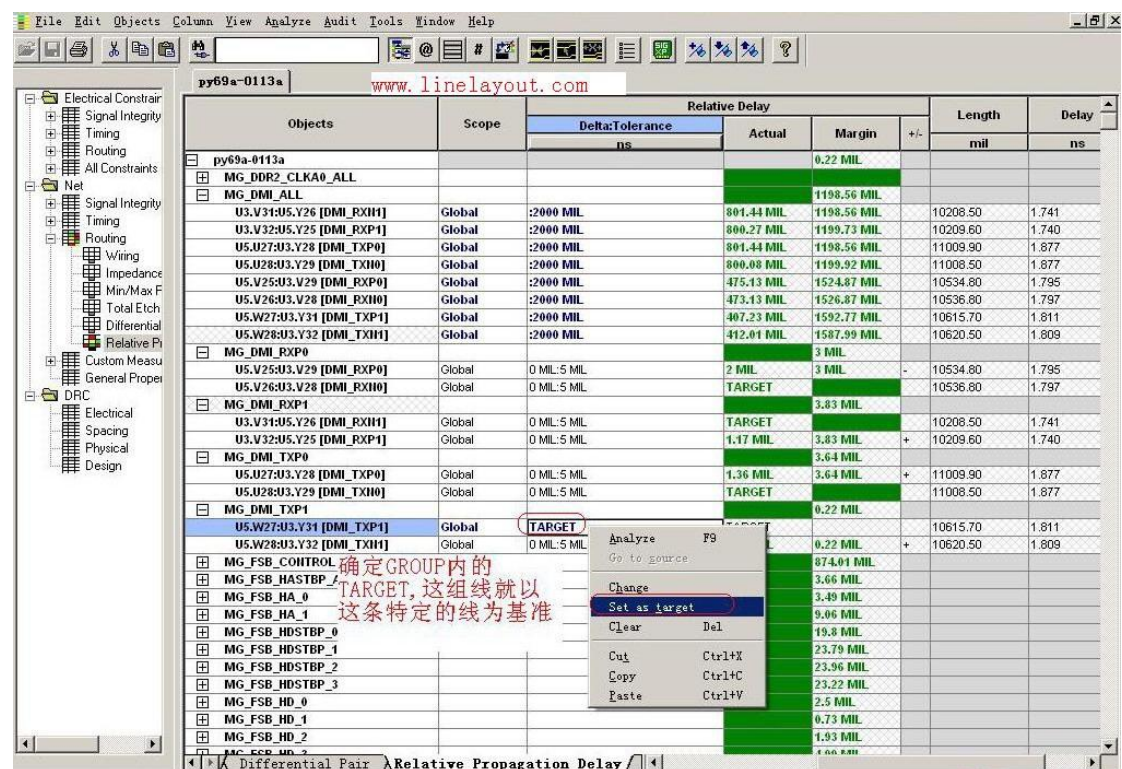 File Edit Objects Column View Analyze Audit Tools Window Help
py69a-0113a
www.linelayout.com
Electrical Constrair
Signal Integrity
Timing
Routing
All Constraints
Net
Signal Integrity
Timing
Routing
Wiring
Impedance
Min/Max F
Total Etch
Differential
Relative Pr
Custom Measu
General Proper
DRC
Electrical
Spacing
Physical
Design
Objects Scope Relative Delay Length Delay
Delta:Tolerance Actual Margin +/-
ns mil ns
py69a-0113a 0.22 MIL
MG_DDR2_CLKA0_ALL
MG_DMI_ALL 1198.56 MIL
U3.V31:U5.Y26 [DMI_RXN1] Global :2000 MIL 801.44 MIL 1198.56 MIL 10208.50 1.741
U3.V32:U5.Y25 [DMI_RXP1] Global :2000 MIL 800.27 MIL 1199.73 MIL 10209.60 1.740
U5.U27:U3.Y28 [DMI_TXP0] Global :2000 MIL 801.44 MIL 1198.56 MIL 11009.90 1.877
U5.U28:U3.Y29 [DMI_TXN0] Global :2000 MIL 800.08 MIL 1199.92 MIL 11008.50 1.877
U5.V25:U3.V29 [DMI_RXP0] Global :2000 MIL 475.13 MIL 1524.87 MIL 10534.80 1.795
U5.V26:U3.V28 [DMI_RXN0] Global :2000 MIL 473.13 MIL 1526.87 MIL 10536.80 1.797
U5.W27:U3.Y31 [DMI_TXP1] Global :2000 MIL 407.23 MIL 1592.77 MIL 10615.70 1.811
U5.W28:U3.Y32 [DMI_TXN1] Global :2000 MIL 412.01 MIL 1587.99 MIL 10620.50 1.809
MG_DMI_RXP0 3 MIL
U5.V25:U3.V29 [DMI_RXP0] Global 0 MIL:5 MIL 2 MIL 3 MIL - 10534.80 1.795
U5.V26:U3.V28 [DMI_RXN0] Global 0 MIL:5 MIL TARGET 10536.80 1.797
MG_DMI_RXP1 3.83 MIL
U3.V31:U5.Y26 [DMI_RXN1] Global 0 MIL:5 MIL TARGET 10208.50 1.741
U3.V32:U5.Y25 [DMI_RXP1] Global 0 MIL:5 MIL 1.17 MIL 3.83 MIL + 10209.60 1.740
MG_DMI_TXP0 3.64 MIL
U5.U27:U3.Y28 [DMI_TXP0] Global 0 MIL:5 MIL 1.36 MIL 3.64 MIL + 11009.90 1.877
U5.U28:U3.Y29 [DMI_TXN0] Global 0 MIL:5 MIL TARGET 11008.50 1.877
MG_DMI_TXP1 0.22 MIL
U5.W27:U3.Y31 [DMI_TXP1] Global TARGET 10615.70 1.811
U5.W28:U3.Y32 [DMI_TXN1] Global 0 MIL:5 MIL 0.22 MIL + 10620.50 1.809
MG_FSB_CONTROL 874.01 MIL
MG_FSB_HASTBP_ 3.66 MIL
MG_FSB_HA_0 3.49 MIL
MG_FSB_HA_1 9.06 MIL
MG_FSB_HDSTBP_0 19.8 MIL
MG_FSB_HDSTBP_1 23.79 MIL
MG_FSB_HDSTBP_2 23.96 MIL
MG_FSB_HDSTBP_3 23.22 MIL
MG_FSB_HD_0 2.5 MIL
MG_FSB_HD_1 0.73 MIL
MG_FSB_HD_2 1.93 MIL
确定GROUP内的
TARGET,这组线就以
这条特定的线为基准
Analyze F9
Go to source
Change
Set as target
Clear Del
Cut Ctrl+X
Copy Ctrl+C
Paste Ctrl+V
Differential Pair Relative Propagation Delay